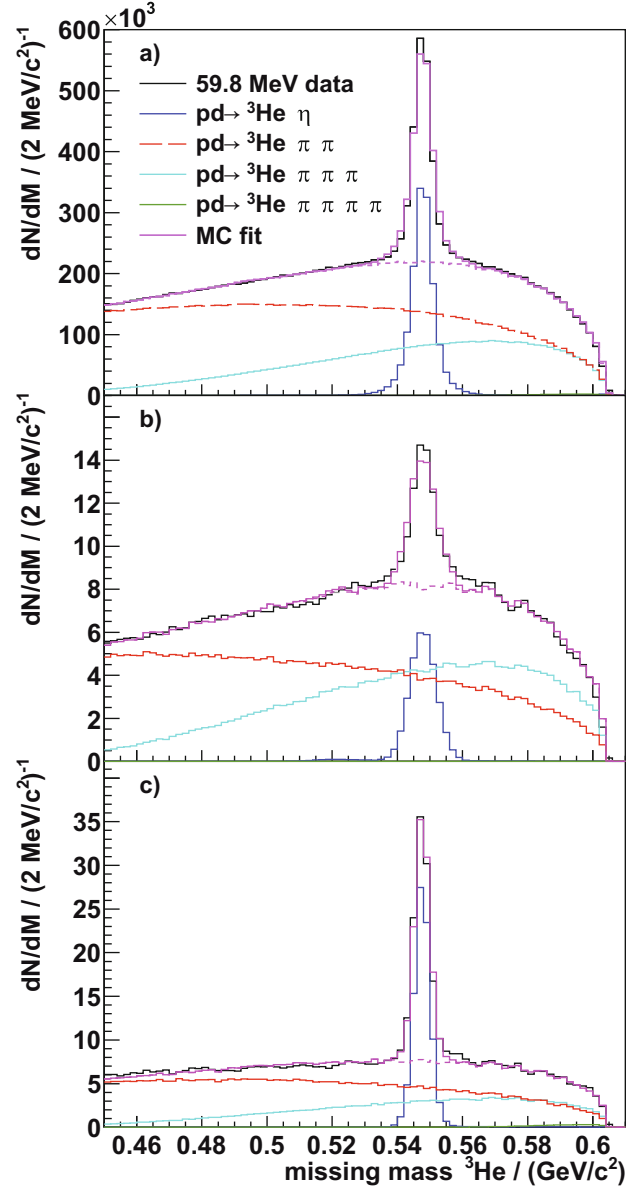 ×10³
600
500
400
300
200
100
0
dN/dM / (2 MeV/c²)⁻¹
a)
59.8 MeV data
pd→ ³He η
pd→ ³He π π
pd→ ³He π π π
pd→ ³He π π π π
MC fit
14
12
10
8
6
4
2
0
dN/dM / (2 MeV/c²)⁻¹
b)
35
30
25
20
15
10
5
0
dN/dM / (2 MeV/c²)⁻¹
c)
0.46 0.48 0.5 0.52 0.54 0.56 0.58 0.6
missing mass ³He / (GeV/c²)